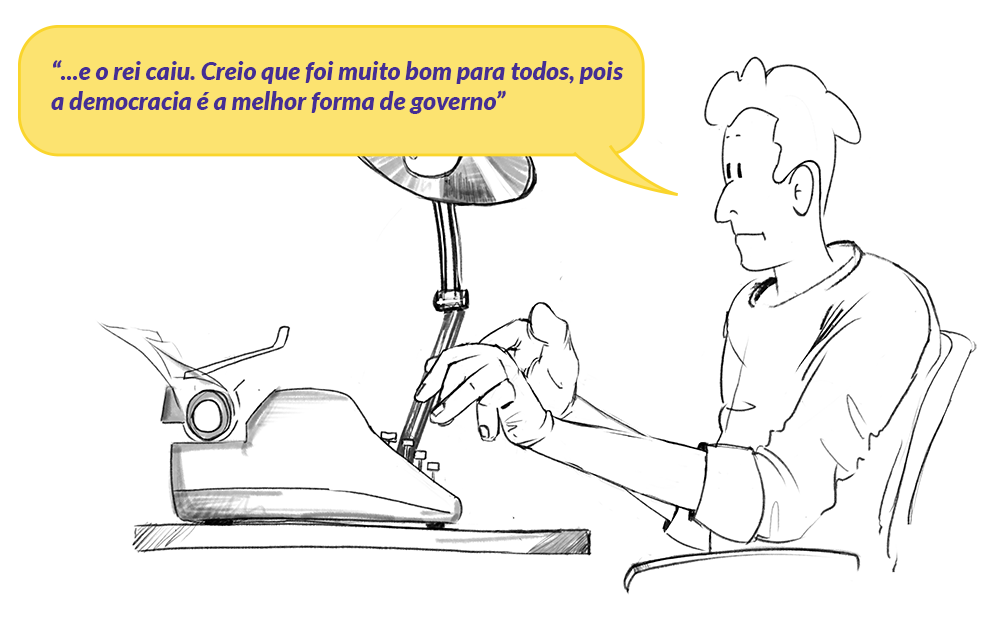 “...e o rei caiu. Creio que foi muito bom para todos, pois
a democracia é a melhor forma de governo”